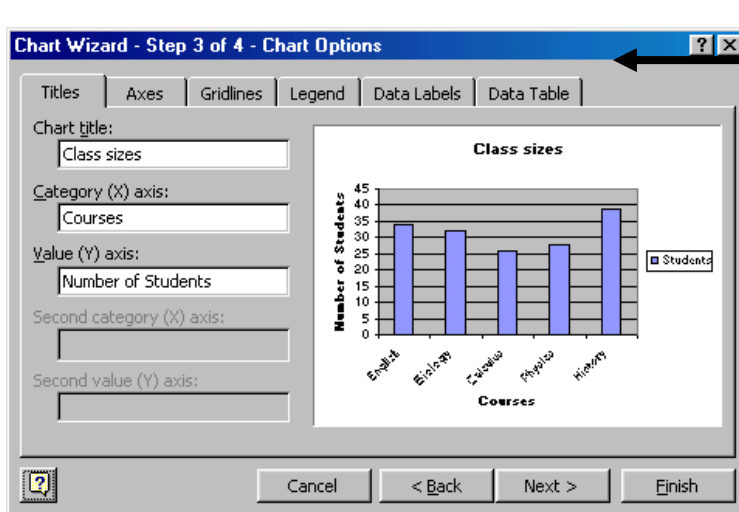 Chart Wizard - Step 3 of 4 - Chart Options
Titles Axes Gridlines Legend Data Labels Data Table
Chart title:
Class sizes
Category (X) axis:
Courses
Value (Y) axis:
Number of Students
Second category (X) axis:
Second value (Y) axis:
Class sizes
Number of Students
45
40
35
30
25
20
15
10
5
0
English Biology Calculus Physics History
Courses
Students
Cancel < Back Next > Finish